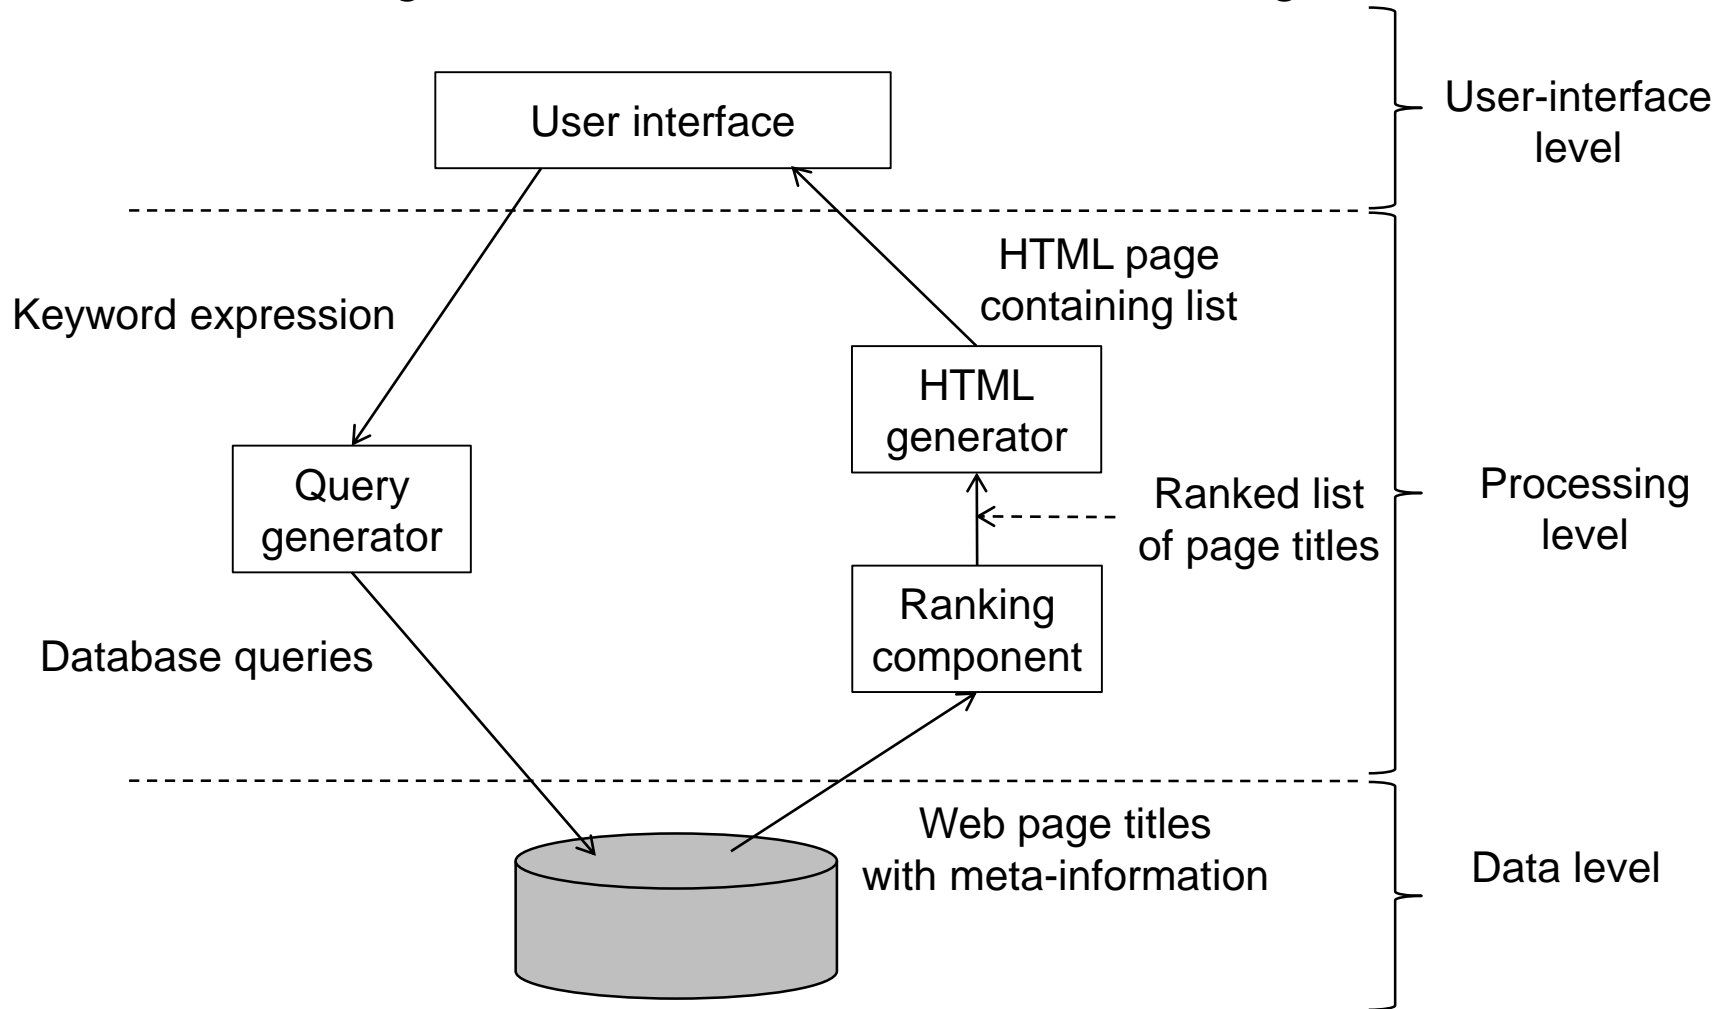 User interface
User-interface
level
HTML page
containing list
Keyword expression
HTML
generator
Query
generator
Ranked list
of page titles
Processing
level
Ranking
component
Database queries
Web page titles
with meta-information
Data level